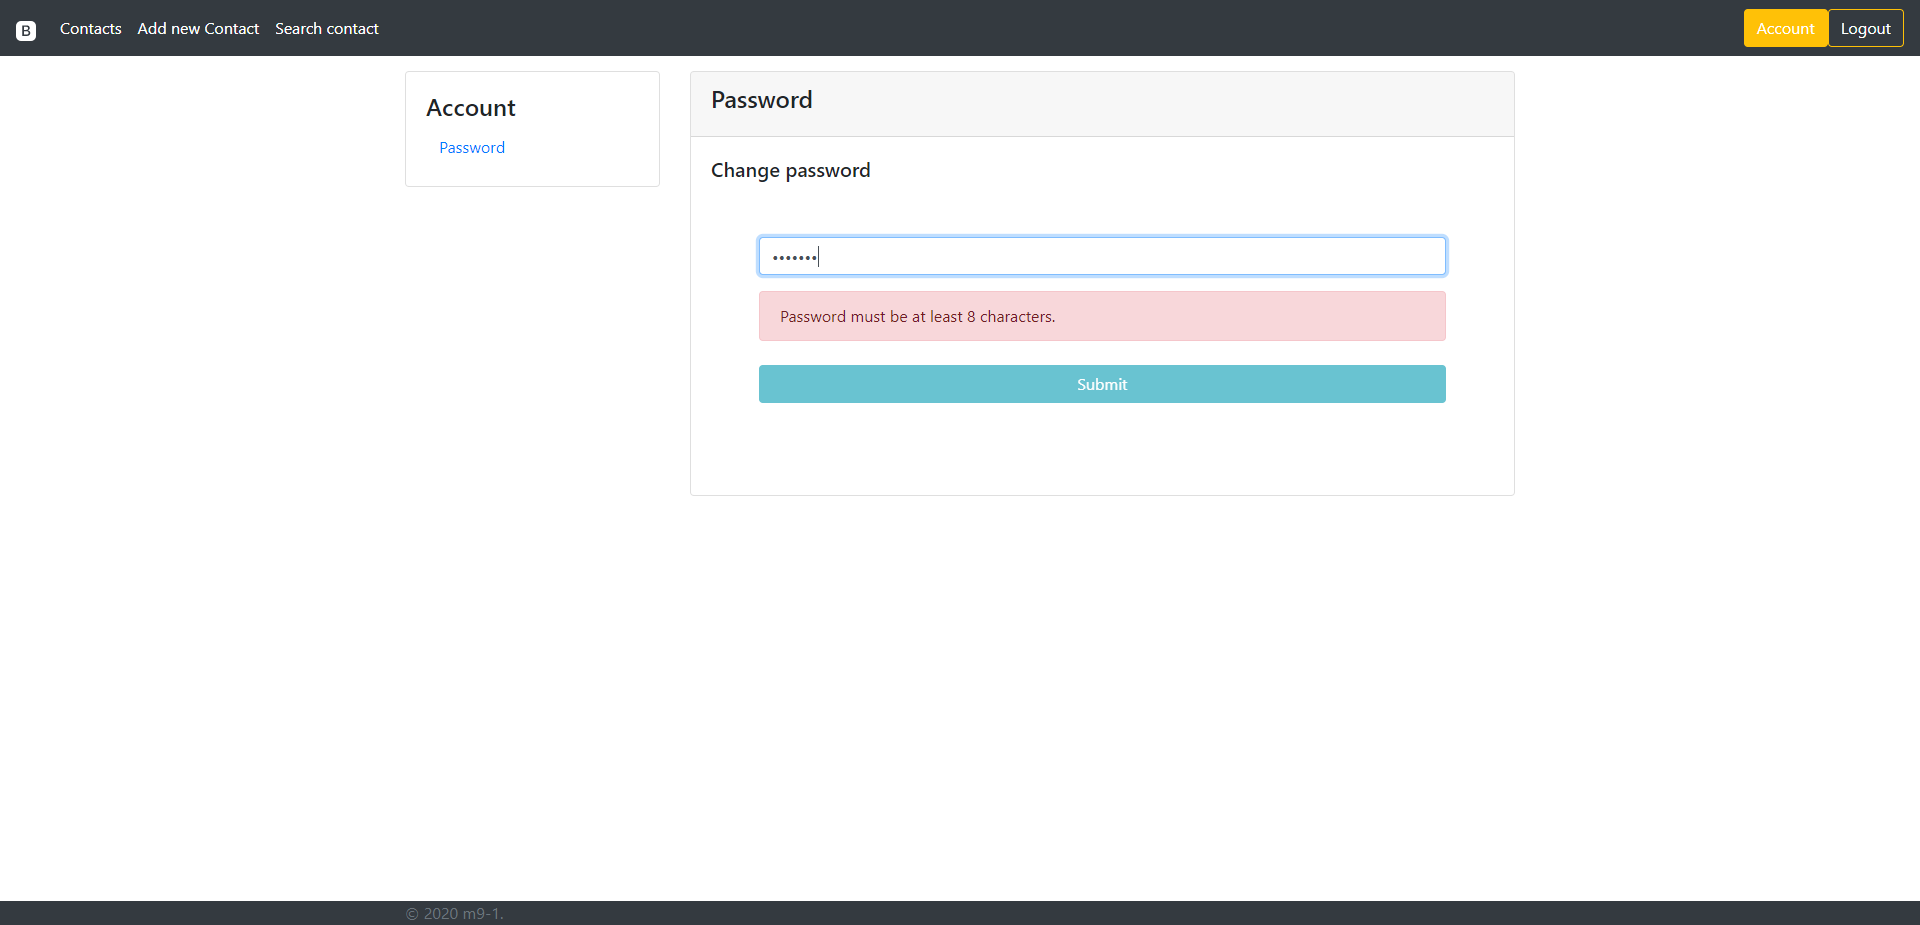 B Contacts Add new Contact Search contact Account Logout
Account
Password
Password
Change password
•••••••
Password must be at least 8 characters.
Submit
© 2020 m9-1.